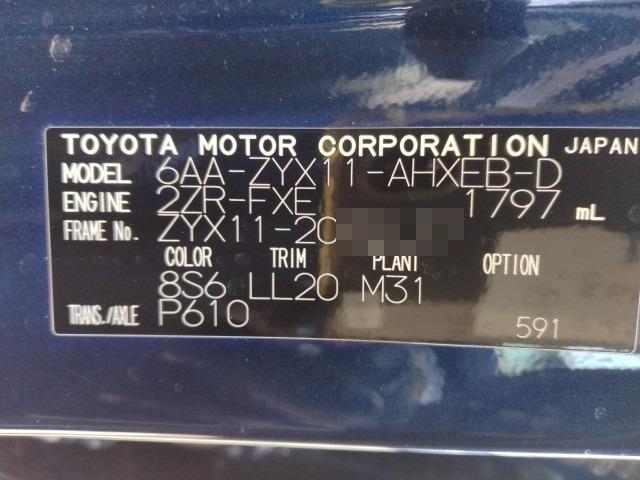 TOYOTA MOTOR CORPORATION JAPAN
MODEL 6AA-ZYX11-AHXEB-D
ENGINE 2ZR-FXE 1797 mL
FRAME No. ZYX11-20
COLOR TRIM PLANT OPTION
8S6 LL20 M31
TRANS./AXLE P610
591